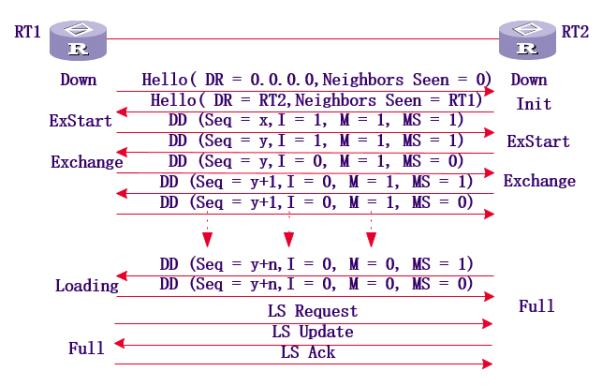 RT1 RT2
R R
Down Hello( DR = 0.0.0.0,Neighbors Seen = 0) Down
Hello( DR = RT2,Neighbors Seen = RT1) Init
ExStart DD (Seq = x,I = 1, M = 1, MS = 1)
DD (Seq = y,I = 1, M = 1, MS = 1) ExStart
Exchange DD (Seq = y,I = 0, M = 1, MS = 0)
DD (Seq = y+1,I = 0, M = 1, MS = 1) Exchange
DD (Seq = y+1,I = 0, M = 1, MS = 0)
DD (Seq = y+n,I = 0, M = 0, MS = 1)
Loading DD (Seq = y+n,I = 0, M = 0, MS = 0)
LS Request Full
LS Update
Full LS Ack